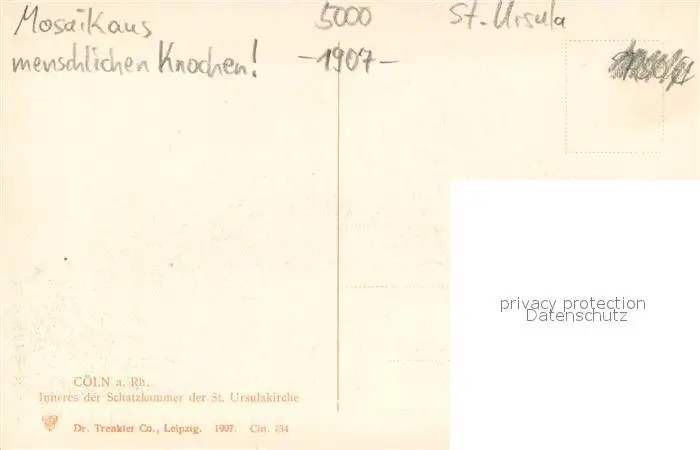 Mosaik aus
menschlichen Knochen!
5000
-1907-
St. Ursula
privacy protection
Datenschutz
CÖLN a. Rh.
Inneres der Schatzkammer der St. Ursulakirche
Dr. Trenkler Co., Leipzig. 1907. Cln. 234